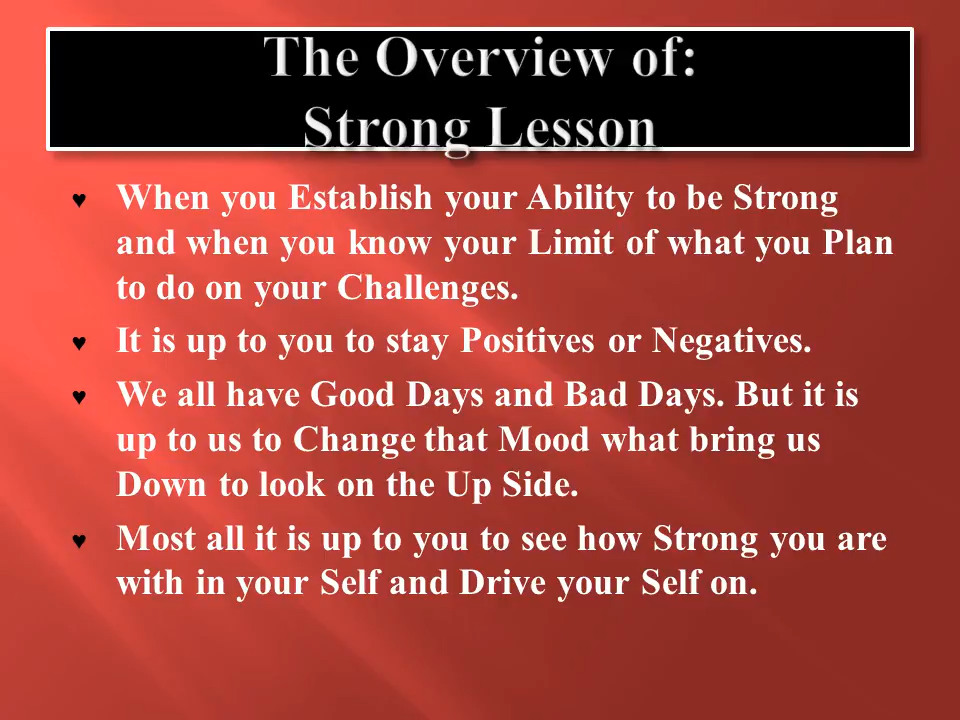 The Overview of:
Strong Lesson
♥ When you Establish your Ability to be Strong
and when you know your Limit of what you Plan
to do on your Challenges.
♥ It is up to you to stay Positives or Negatives.
♥ We all have Good Days and Bad Days. But it is
up to us to Change that Mood what bring us
Down to look on the Up Side.
♥ Most all it is up to you to see how Strong you are
with in your Self and Drive your Self on.